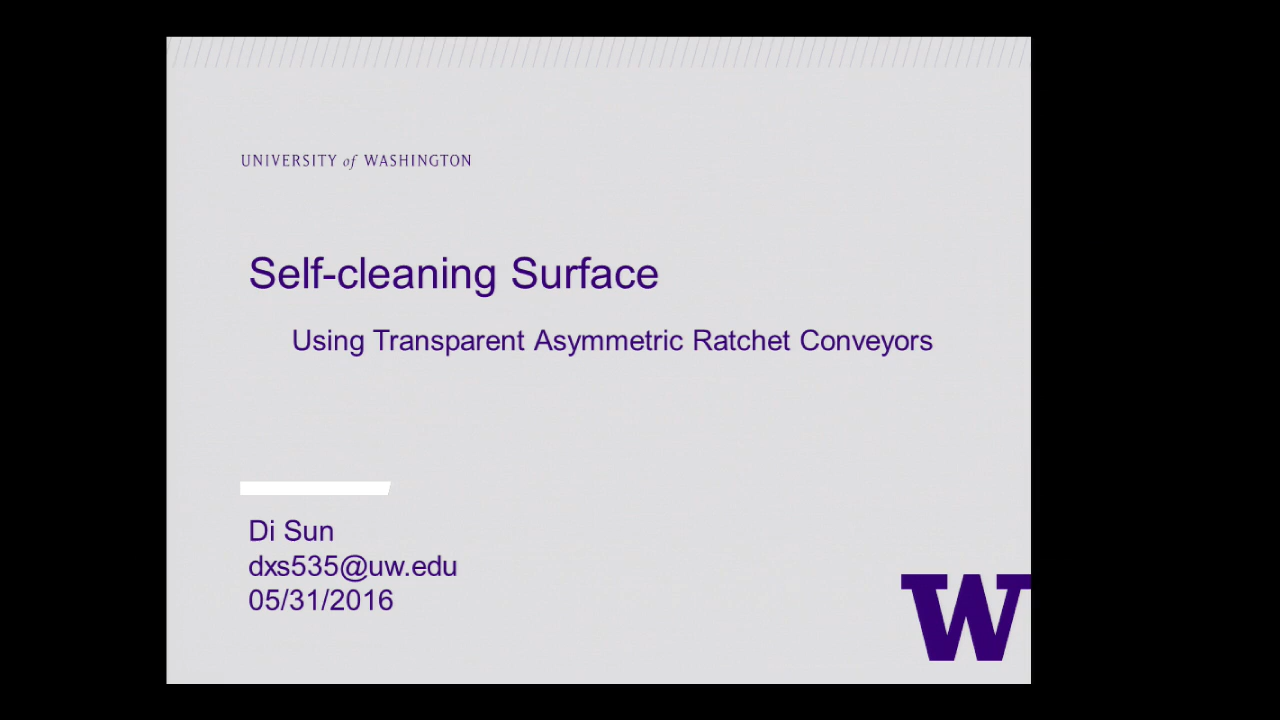 UNIVERSITY of WASHINGTON
Self-cleaning Surface
Using Transparent Asymmetric Ratchet Conveyors
Di Sun
dxs535@uw.edu
05/31/2016
W